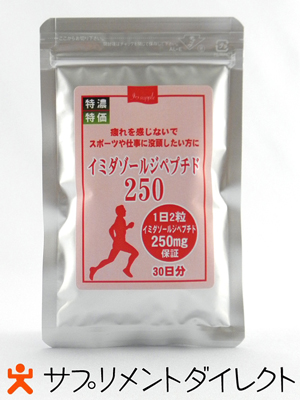 特濃
特価
疲れを感じないで
スポーツや仕事に没頭したい方に
イミダゾールジペプチド
250
1日2粒
イミダゾールジペプチド
250mg
保証
30日分
サプリメントダイレクト